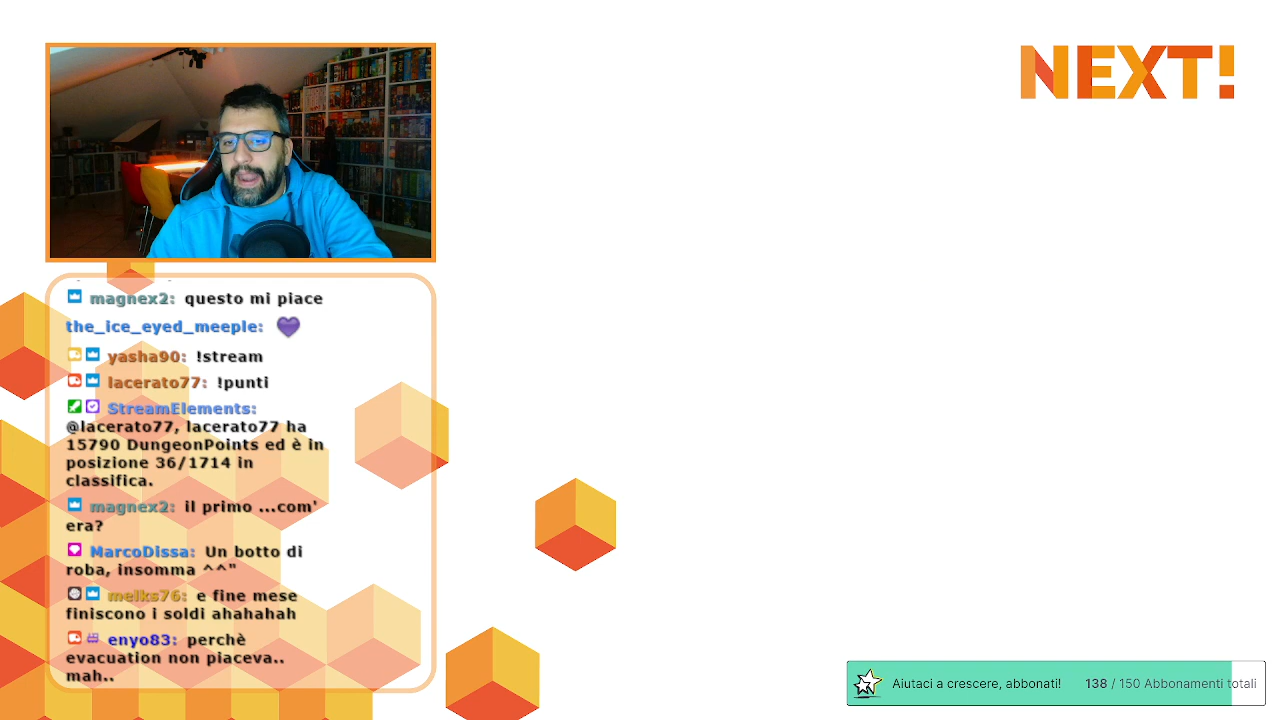 NEXT!
magnex2: questo mi piace
the_ice_eyed_meeple: 💜
yasha90: !stream
lacerato77: !punti
StreamElements:
@lacerato77, lacerato77 ha
15790 DungeonPoints ed è in
posizione 36/1714 in
classifica.
magnex2: il primo ...com'
era?
MarcoDissa: Un botto di
roba, insomma ^^"
melks76: e fine mese
finiscono i soldi ahahahah
enyo83: perchè
evacuation non piaceva..
mah..
Aiutaci a crescere, abbonati! 138 / 150 Abbonamenti totali